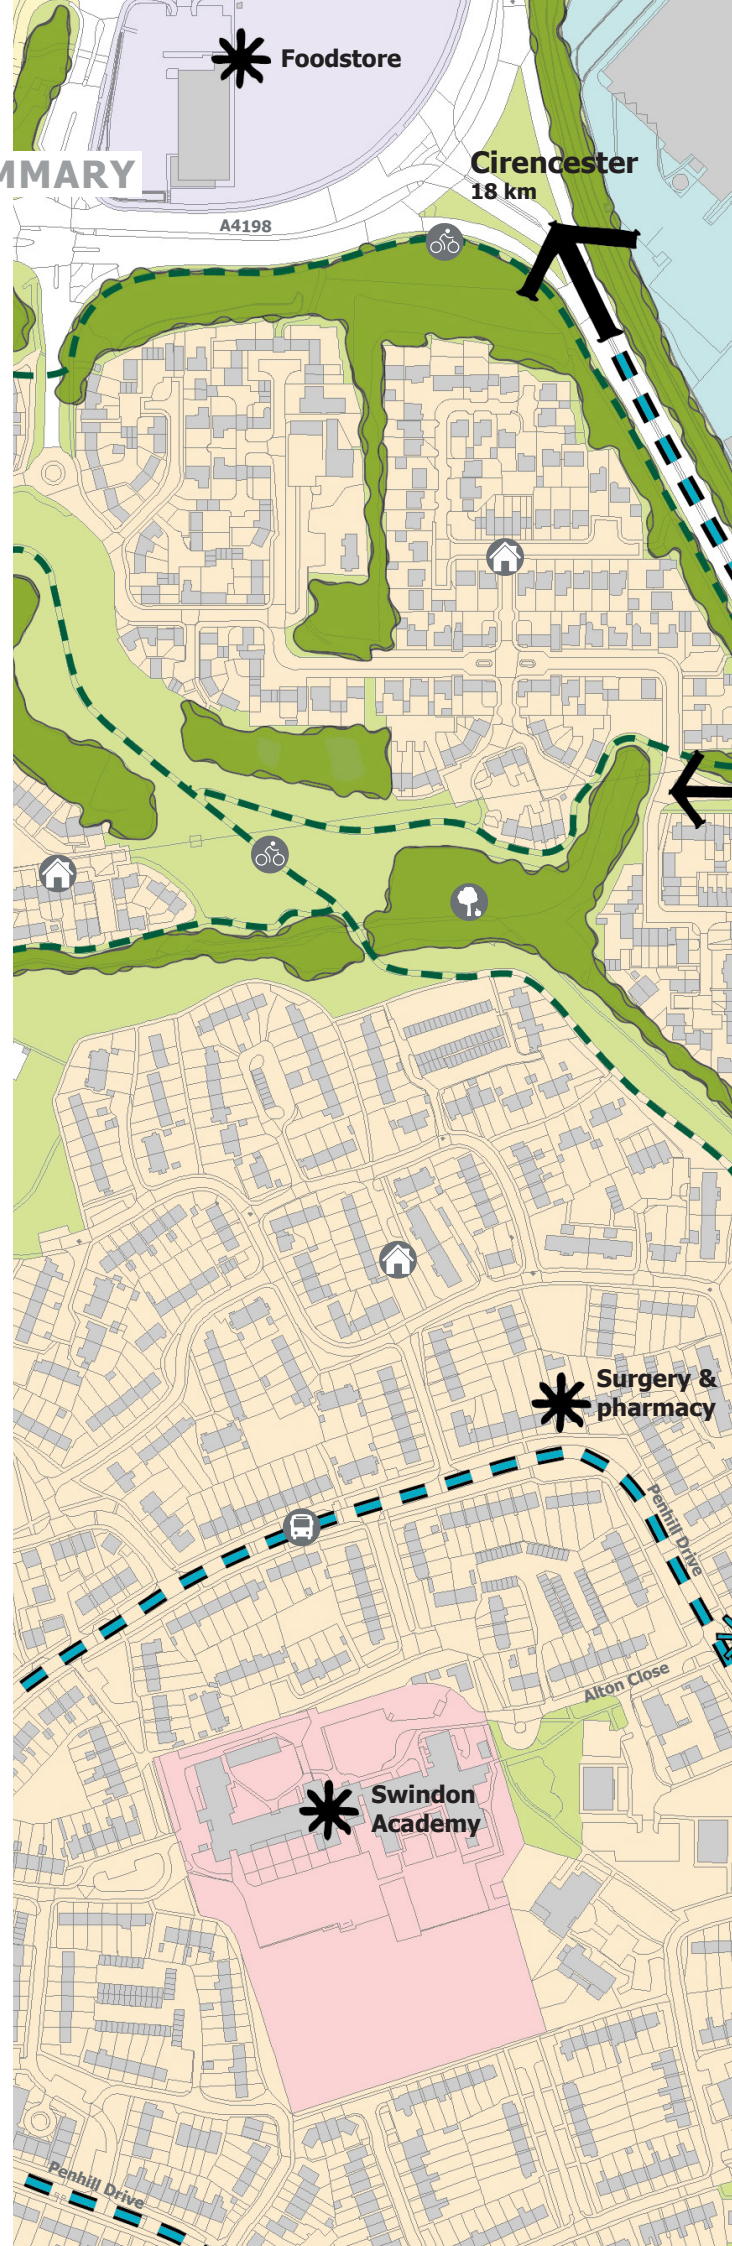 Foodstore
MMARY
Cirencester
18 km
A4198
Surgery &
pharmacy
Penhill Drive
Alton Close
Swindon
Academy
Penhill Drive